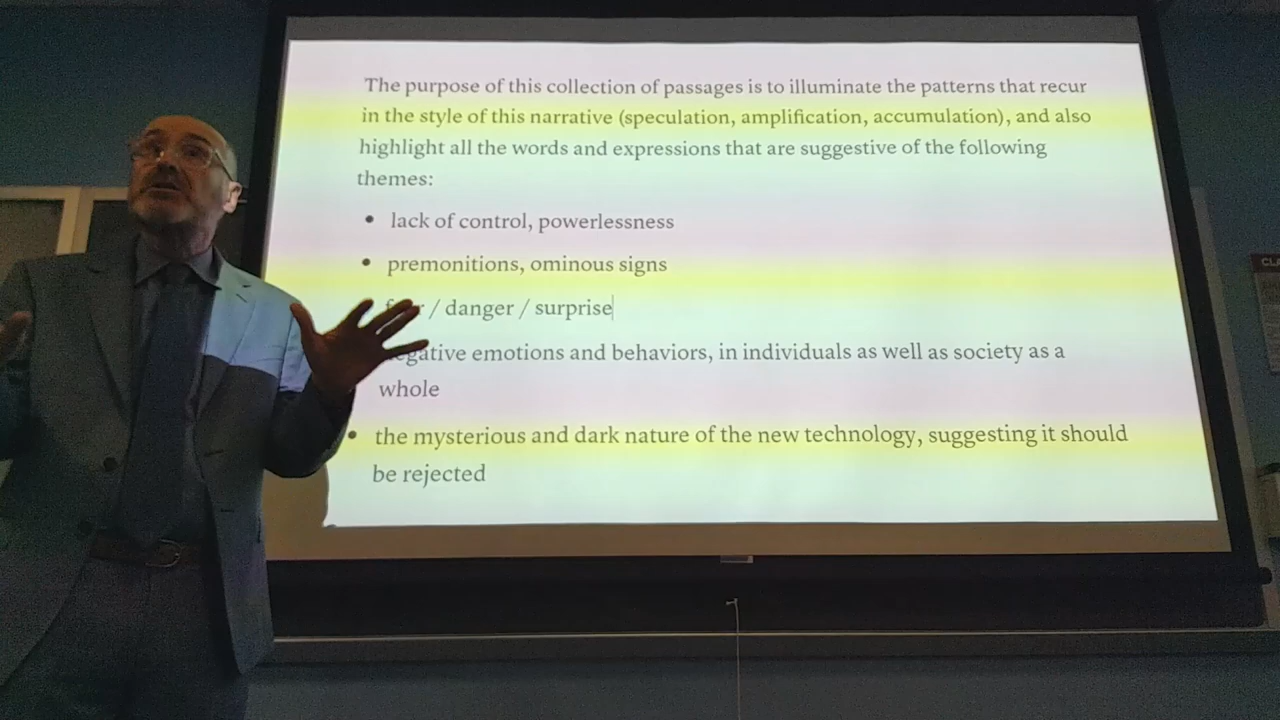 The purpose of this collection of passages is to illuminate the patterns that recur
in the style of this narrative (speculation, amplification, accumulation), and also
highlight all the words and expressions that are suggestive of the following
themes:
• lack of control, powerlessness
• premonitions, ominous signs
/ danger / surprise
negative emotions and behaviors, in individuals as well as society as a
whole
• the mysterious and dark nature of the new technology, suggesting it should
be rejected
CLA